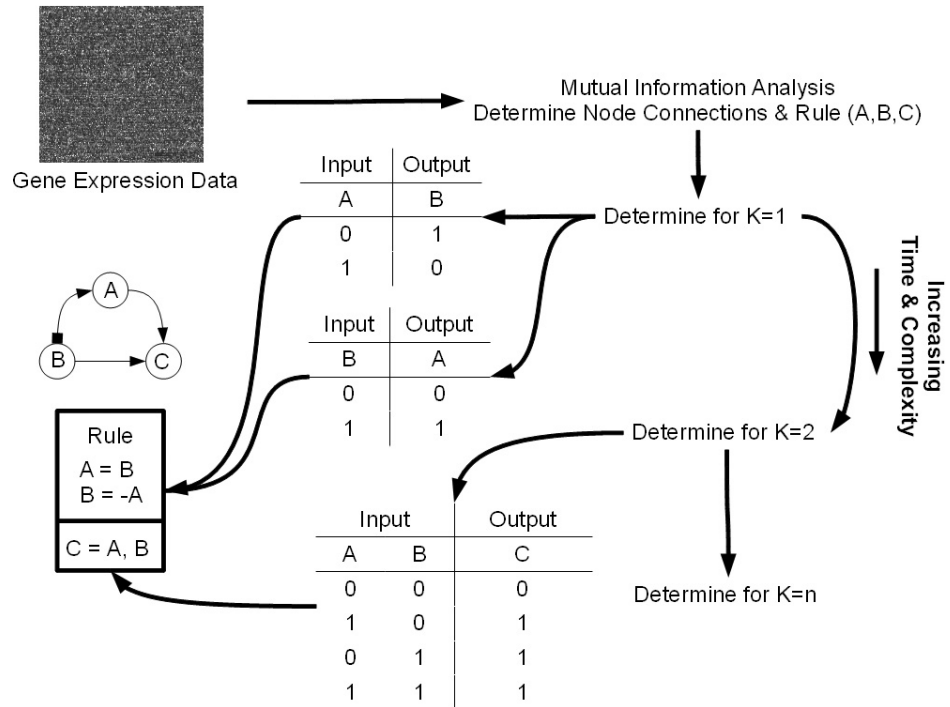 Mutual Information Analysis
Determine Node Connections & Rule (A,B,C)
Gene Expression Data
Input Output
A B
0 1
1 0
Determine for K=1
Increasing
Time & Complexity
A
B C
Input Output
B A
0 0
1 1
Rule
A = B
B = -A
C = A, B
Determine for K=2
Input Output
A B C
0 0 0
1 0 1
0 1 1
1 1 1
Determine for K=n